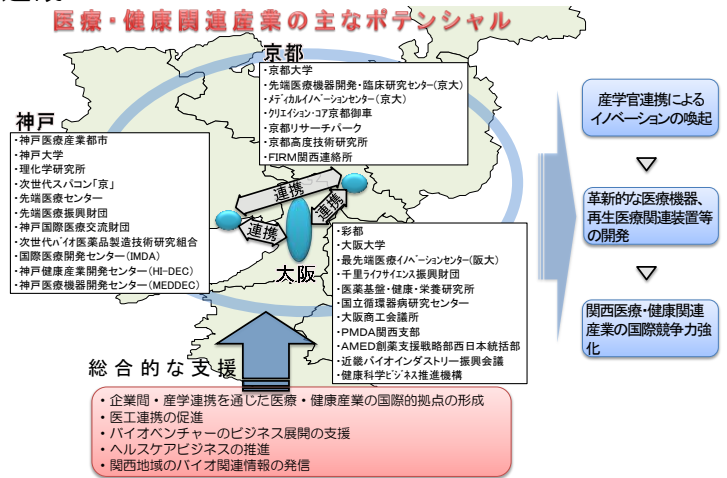 医療・健康関連産業の主なポテンシャル
京都
・京都大学
・先端医療機器開発・臨床研究センター(京大)
・メディカルイノベーションセンター(京大)
・クリエイション・コア京都御車
・京都リサーチパーク
・京都高度技術研究所
・FIRM関西連絡所
神戸
・神戸医療産業都市
・神戸大学
・理化学研究所
・次世代スパコン「京」
・先端医療センター
・先端医療振興財団
・神戸国際医療交流財団
・次世代バイオ医薬品製造技術研究組合
・国際医療開発センター(IMDA)
・神戸健康産業開発センター(HI-DEC)
・神戸医療機器開発センター(MEDDEC)
連携
連携
連携
大阪
・彩都
・大阪大学
・最先端医療イノベーションセンター(阪大)
・千里ライフサイエンス振興財団
・医薬基盤・健康・栄養研究所
・国立循環器病研究センター
・大阪商工会議所
・PMDA関西支部
・AMED創薬支援戦略部西日本統括部
・近畿バイオインダストリー振興会議
・健康科学ビジネス推進機構
総合的な支援
・企業間・産学連携を通じた医療・健康産業の国際的拠点の形成
・医工連携の促進
・バイオベンチャーのビジネス展開の支援
・ヘルスケアビジネスの推進
・関西地域のバイオ関連情報の発信
産学官連携による
イノベーションの喚起
革新的な医療機器、
再生医療関連装置等
の開発
関西医療・健康関連
産業の国際競争力強
化